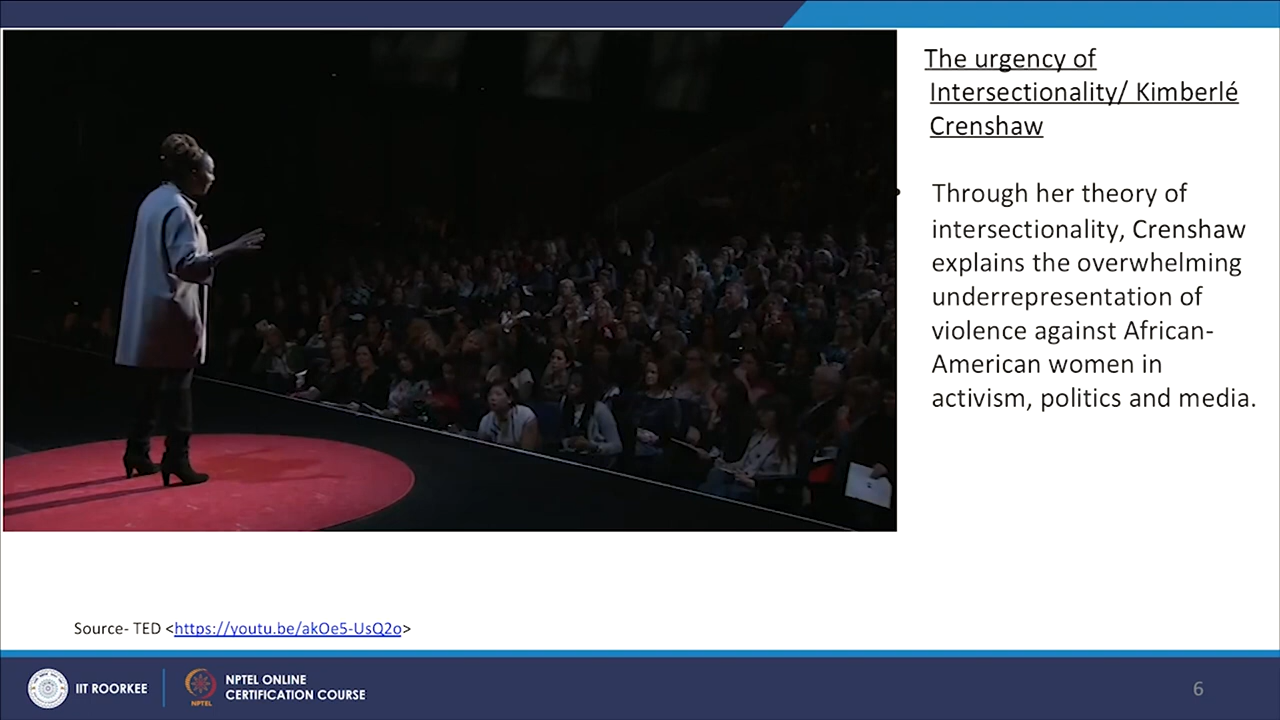 The urgency of
Intersectionality/ Kimberlé
Crenshaw
• Through her theory of
intersectionality, Crenshaw
explains the overwhelming
underrepresentation of
violence against African-
American women in
activism, politics and media.
Source- TED <https://youtu.be/akOe5-UsQ2o>
IIT ROORKEE
NPTEL
NPTEL ONLINE
CERTIFICATION COURSE
6